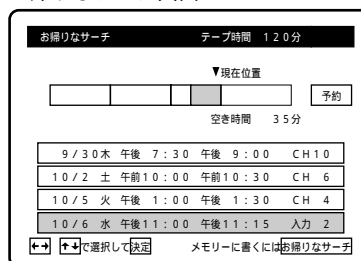 お帰りなサーチ テープ時間 120分
▼現在位置
予約
空き時間 35分
9/30木 午後 7:30 午後 9:00 CH10
10/2 土 午前10:00 午前10:30 CH 6
10/5 火 午後 1:00 午後 1:30 CH 4
10/6 水 午後11:00 午後11:15 入力 2
←→ ↑↓で選択して決定 メモリーに書くにはお帰りなサーチ